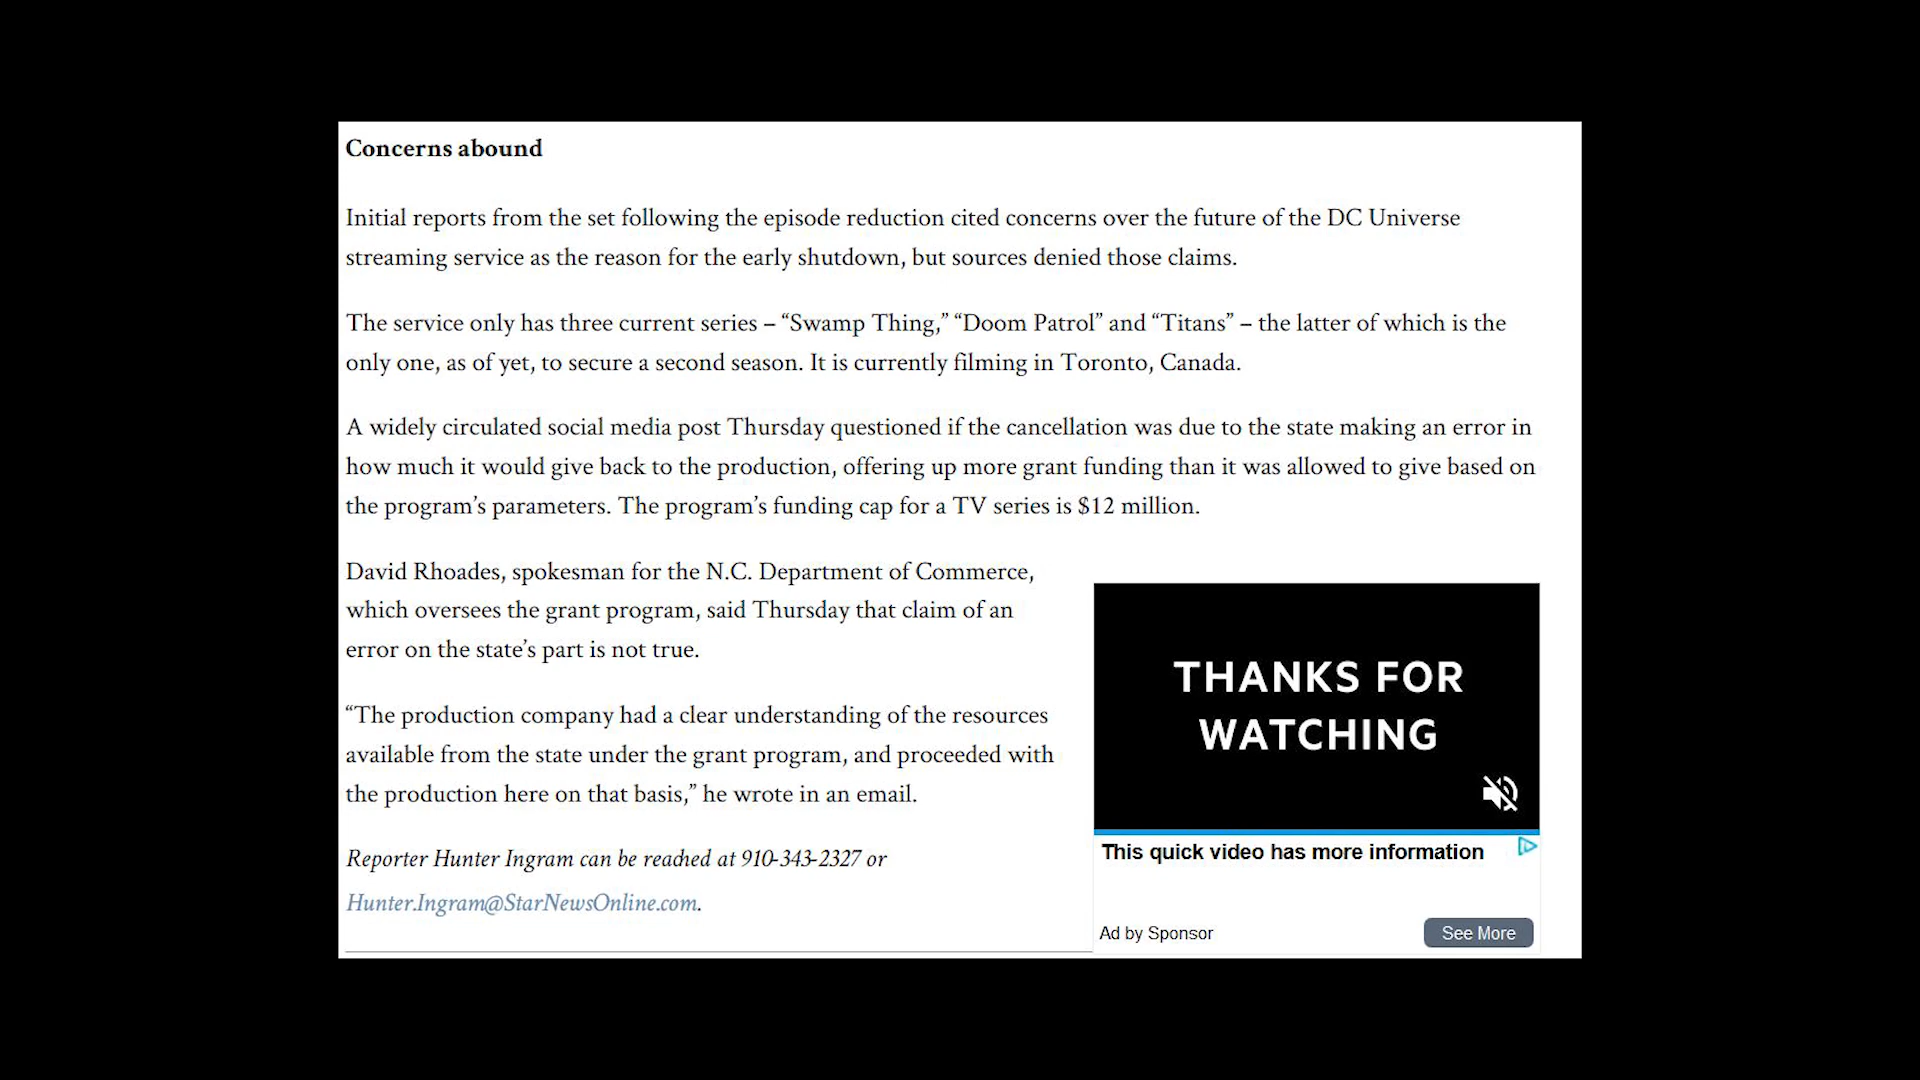 Concerns abound
Initial reports from the set following the episode reduction cited concerns over the future of the DC Universe
streaming service as the reason for the early shutdown, but sources denied those claims.
The service only has three current series – “Swamp Thing,” “Doom Patrol” and “Titans” – the latter of which is the
only one, as of yet, to secure a second season. It is currently filming in Toronto, Canada.
A widely circulated social media post Thursday questioned if the cancellation was due to the state making an error in
how much it would give back to the production, offering up more grant funding than it was allowed to give based on
the program’s parameters. The program’s funding cap for a TV series is $12 million.
David Rhoades, spokesman for the N.C. Department of Commerce,
which oversees the grant program, said Thursday that claim of an
error on the state’s part is not true.
“The production company had a clear understanding of the resources
available from the state under the grant program, and proceeded with
the production here on that basis,” he wrote in an email.
Reporter Hunter Ingram can be reached at 910-343-2327 or
Hunter.Ingram@StarNewsOnline.com.
THANKS FOR
WATCHING
This quick video has more information
Ad by Sponsor
See More